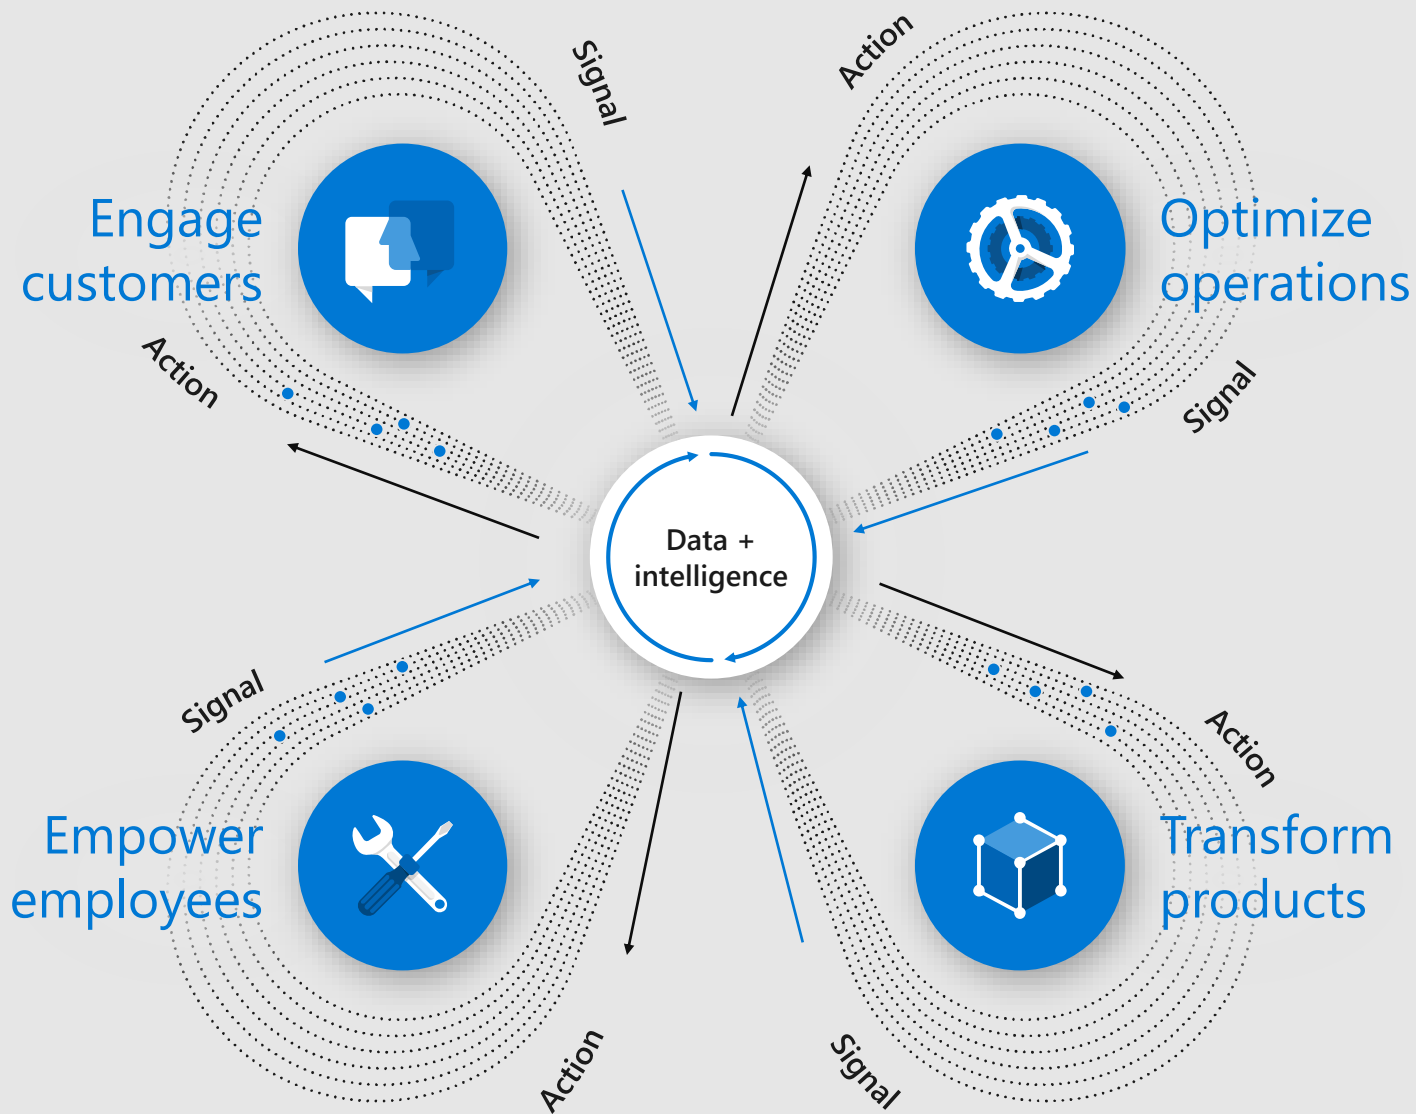 Signal
Action
Engage
customers
Optimize
operations
Action
Signal
Data +
intelligence
Signal
Action
Empower
employees
Transform
products
Action
Signal